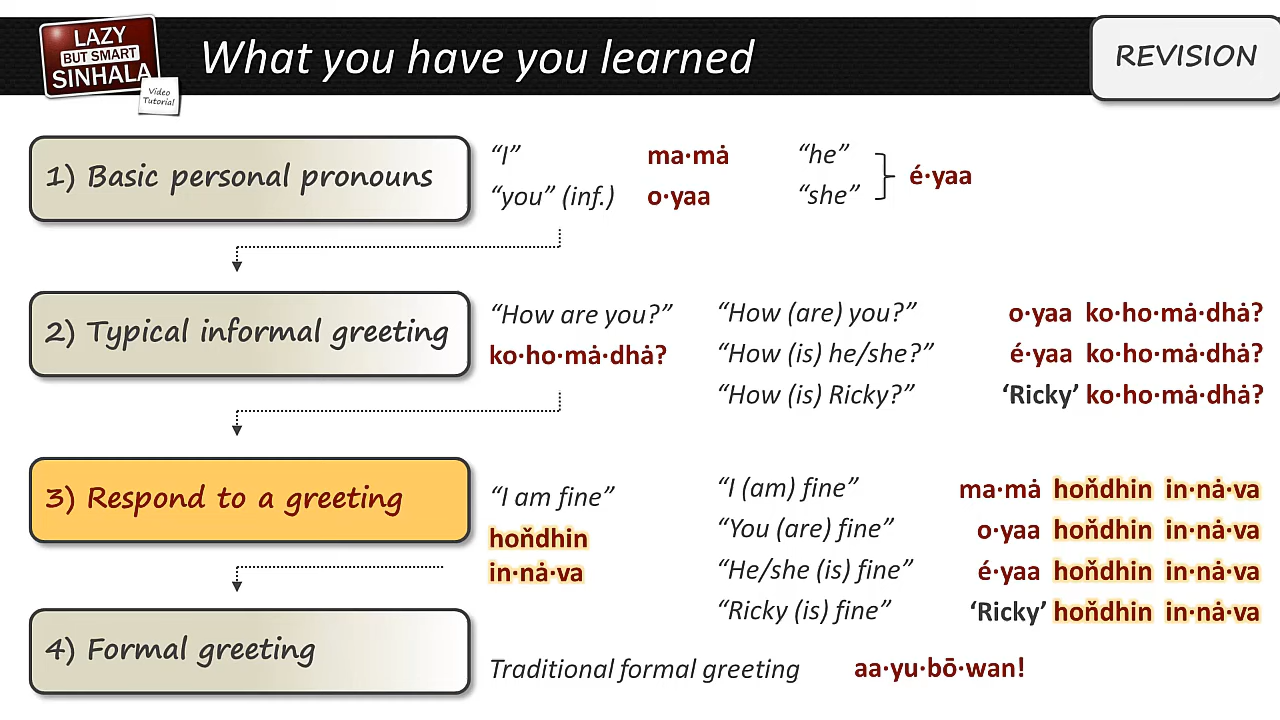 LAZY
BUT SMART
SINHALA
Video
Tutorial
What you have you learned
REVISION
1) Basic personal pronouns
“I” ma·mȧ “he”
“you” (inf.) o·yaa “she” é·yaa
2) Typical informal greeting
“How are you?” “How (are) you?” o·yaa ko·ho·mȧ·dhȧ?
ko·ho·mȧ·dhȧ? “How (is) he/she?” é·yaa ko·ho·mȧ·dhȧ?
“How (is) Ricky?” ‘Ricky’ ko·ho·mȧ·dhȧ?
3) Respond to a greeting
“I am fine” “I (am) fine” ma·mȧ hoňdhin in·nȧ·va
hoňdhin “You (are) fine” o·yaa hoňdhin in·nȧ·va
in·nȧ·va “He/she (is) fine” é·yaa hoňdhin in·nȧ·va
“Ricky (is) fine” ‘Ricky’ hoňdhin in·nȧ·va
4) Formal greeting
Traditional formal greeting aa·yu·bō·wan!